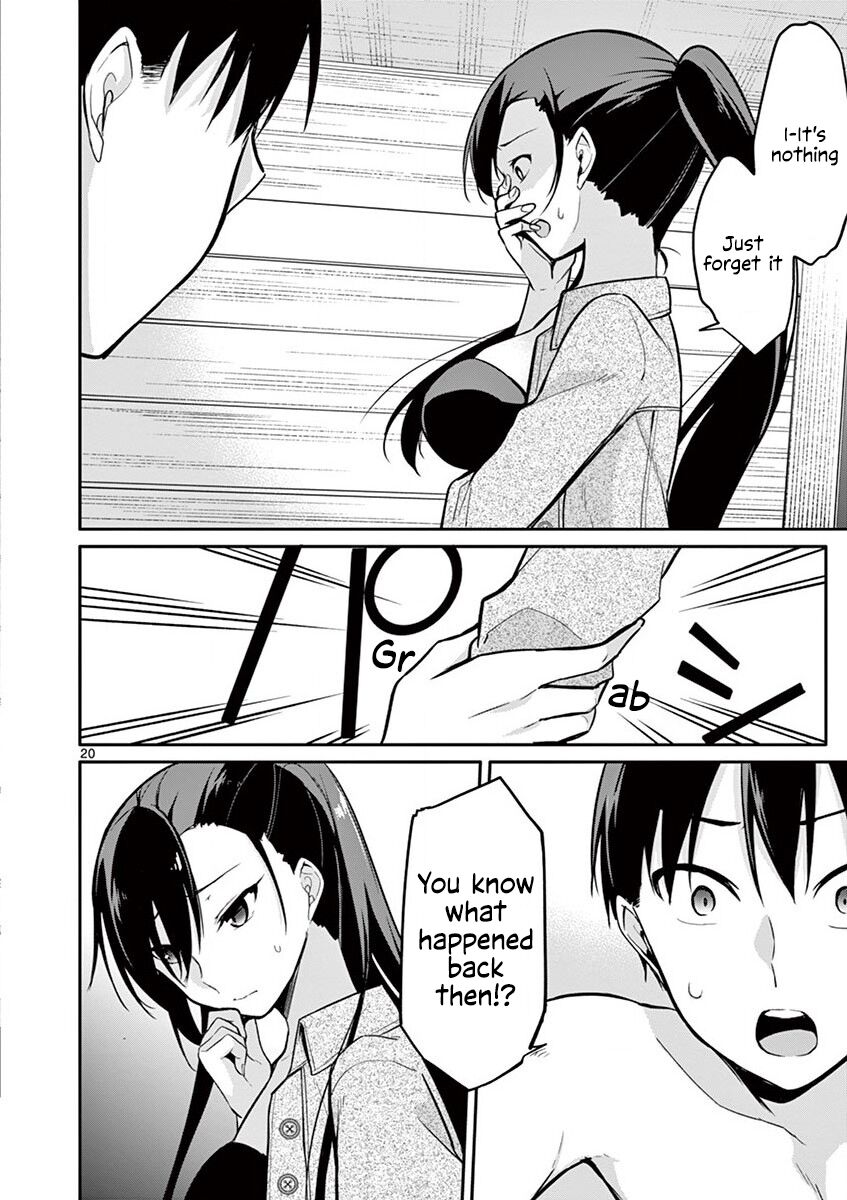 I-It's
nothing
Just
forget it
Gr
ab
20
You know
what
happened
back
then!?